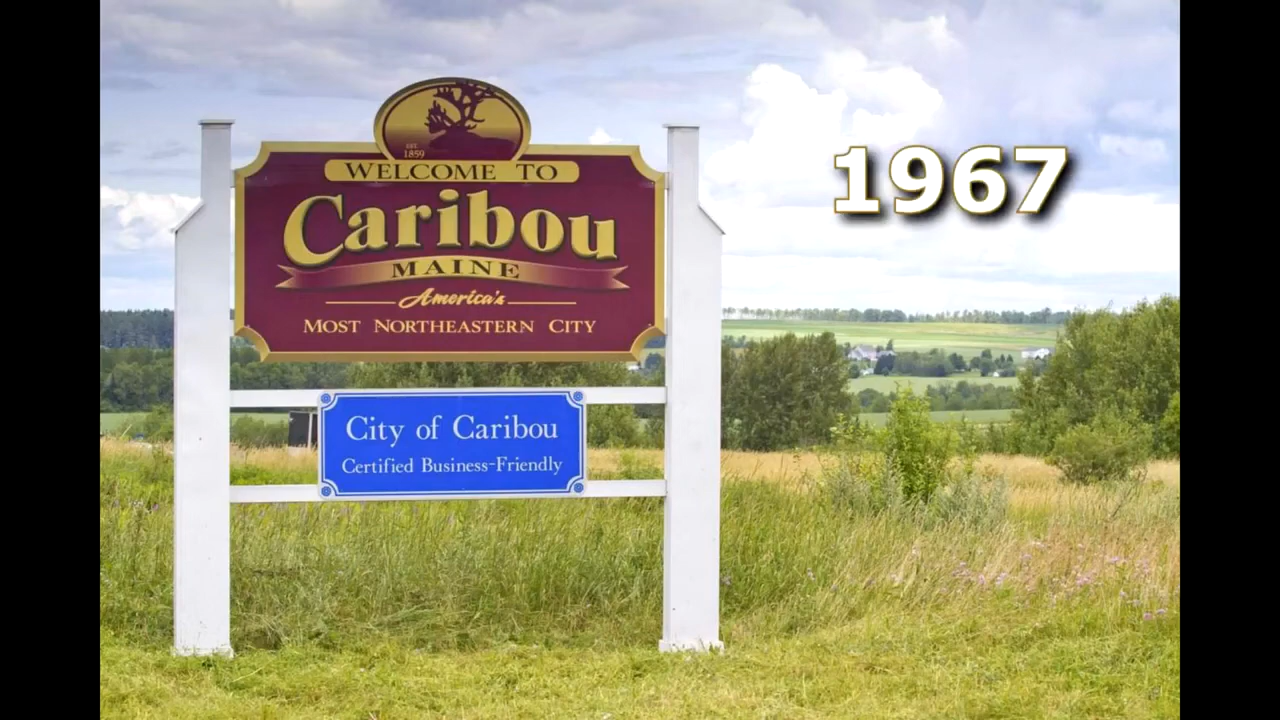 EST.
1859
WELCOME TO
Caribou
MAINE
America's
MOST NORTHEASTERN CITY
City of Caribou
Certified Business-Friendly
1967